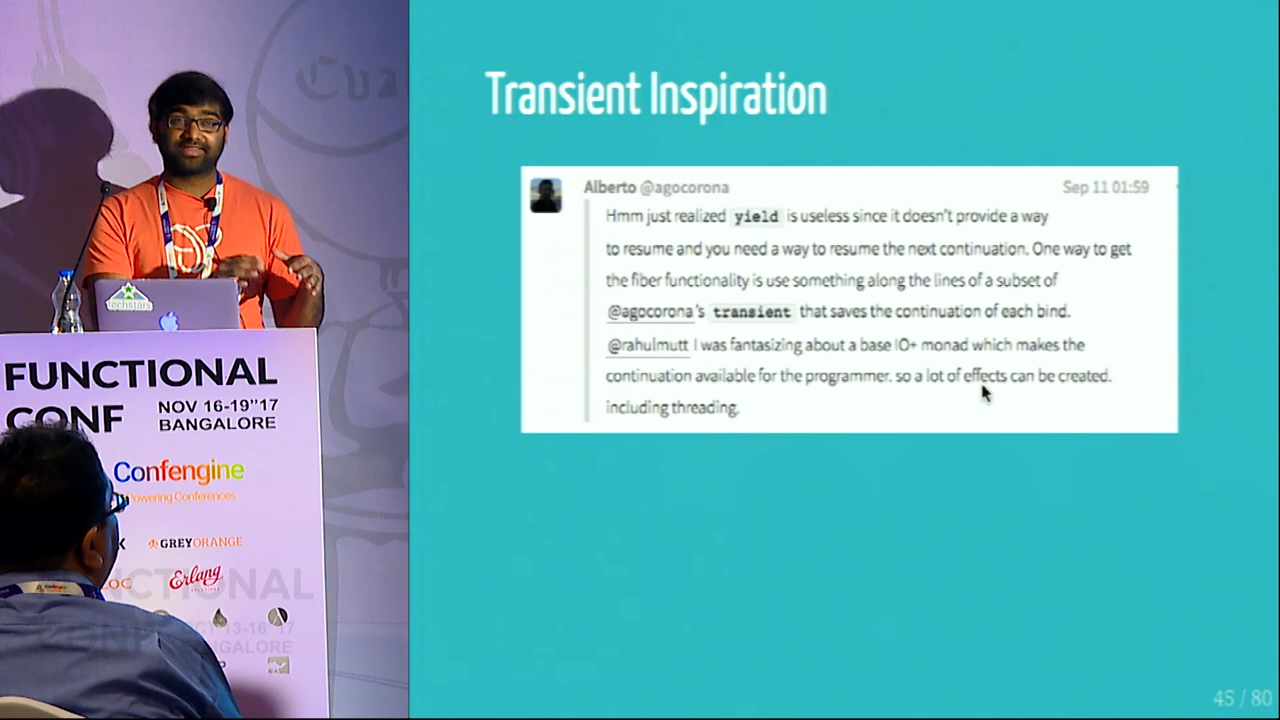 Cua
techstars
FUNCTIONAL
CONF
NOV 16-19"17
BANGALORE
Confengine
Powering Conferences
GREYORANGE
Erlang
SOLUTIONS
Transient Inspiration
Alberto @agocorona
Sep 11 01:59
Hmm just realized yield is useless since it doesn't provide a way
to resume and you need a way to resume the next continuation. One way to get
the fiber functionality is use something along the lines of a subset of
@agocorona's transient that saves the continuation of each bind.
@rahulmutt I was fantasizing about a base IO+ monad which makes the
continuation available for the programmer. so a lot of effects can be created.
including threading.
45 / 80